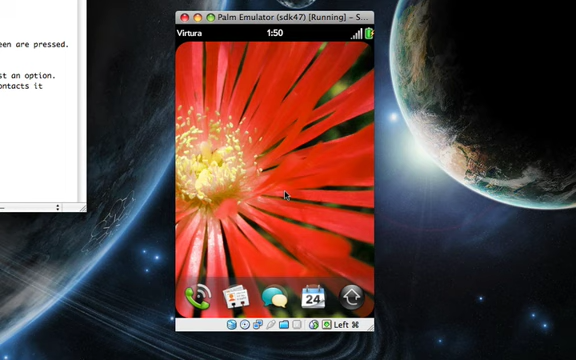 een are pressed.
st an option.
ontacts it
Palm Emulator (sdk47) [Running] – S...
Virtura
1:50
24
Left ⌘